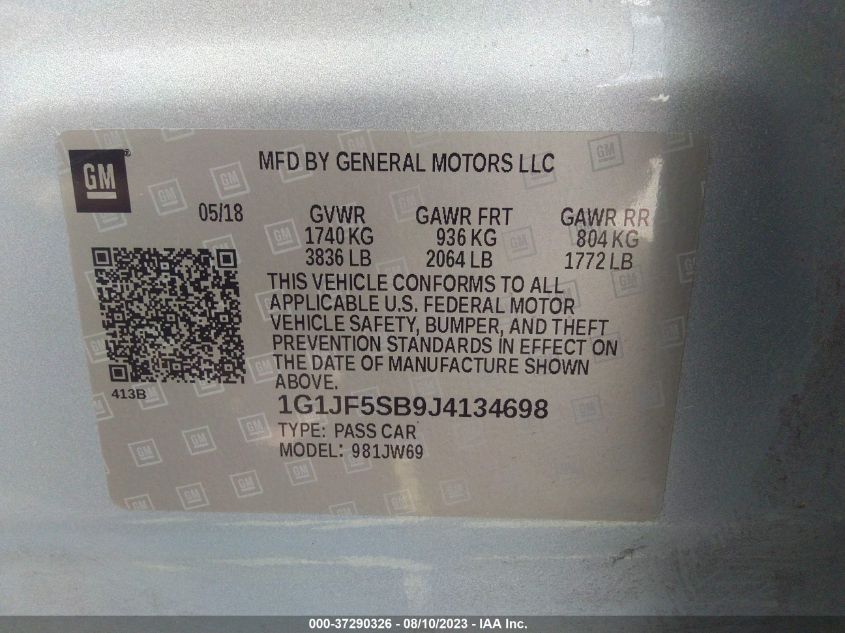 GM
MFD BY GENERAL MOTORS LLC
05/18 GVWR GAWR FRT GAWR RR
1740 KG 936 KG 804 KG
3836 LB 2064 LB 1772 LB
THIS VEHICLE CONFORMS TO ALL
APPLICABLE U.S. FEDERAL MOTOR
VEHICLE SAFETY, BUMPER, AND THEFT
PREVENTION STANDARDS IN EFFECT ON
THE DATE OF MANUFACTURE SHOWN
ABOVE.
413B
1G1JF5SB9J4134698
TYPE: PASS CAR
MODEL: 981JW69
000-37290326 - 08/10/2023 - IAA Inc.